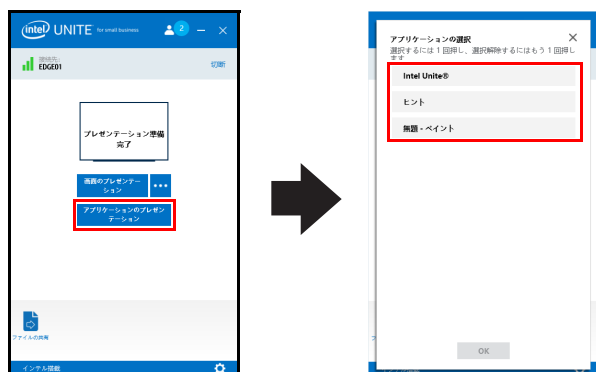 intel UNITE™ for small business 2
接続先:
EDGE01
切断
プレゼンテーション準備
完了
画面のプレゼンテー
ション
アプリケーションのプレゼン
テーション
ファイルの共有
インテル搭載
アプリケーションの選択
選択するには 1 回押し、選択解除するにはもう 1 回押し
ます
Intel Unite®
ヒント
無題 - ペイント
OK